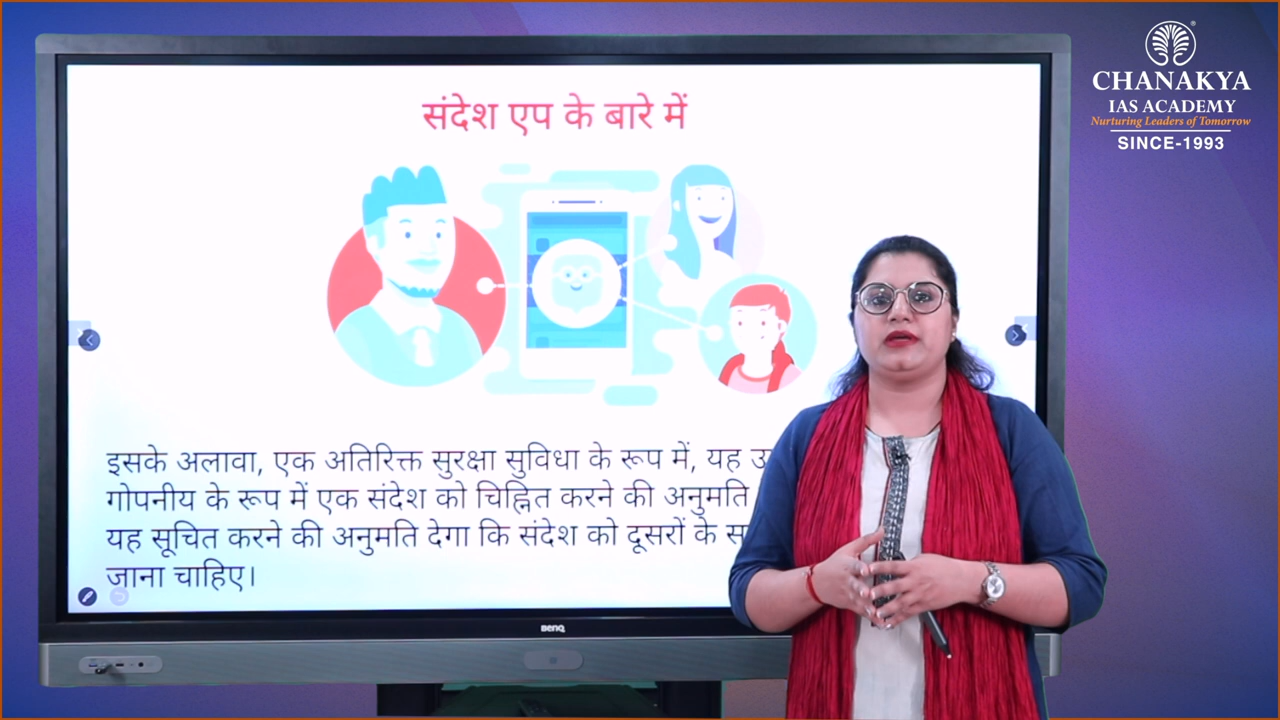 संदेश एप के बारे में
इसके अलावा, एक अतिरिक्त सुरक्षा सुविधा के रूप में, यह
गोपनीय के रूप में एक संदेश को चिह्नित करने की अनुमति
यह सूचित करने की अनुमति देगा कि संदेश को दूसरों के
जाना चाहिए।
BenQ
CHANAKYA
IAS ACADEMY
Nurturing Leaders of Tomorrow
SINCE-1993